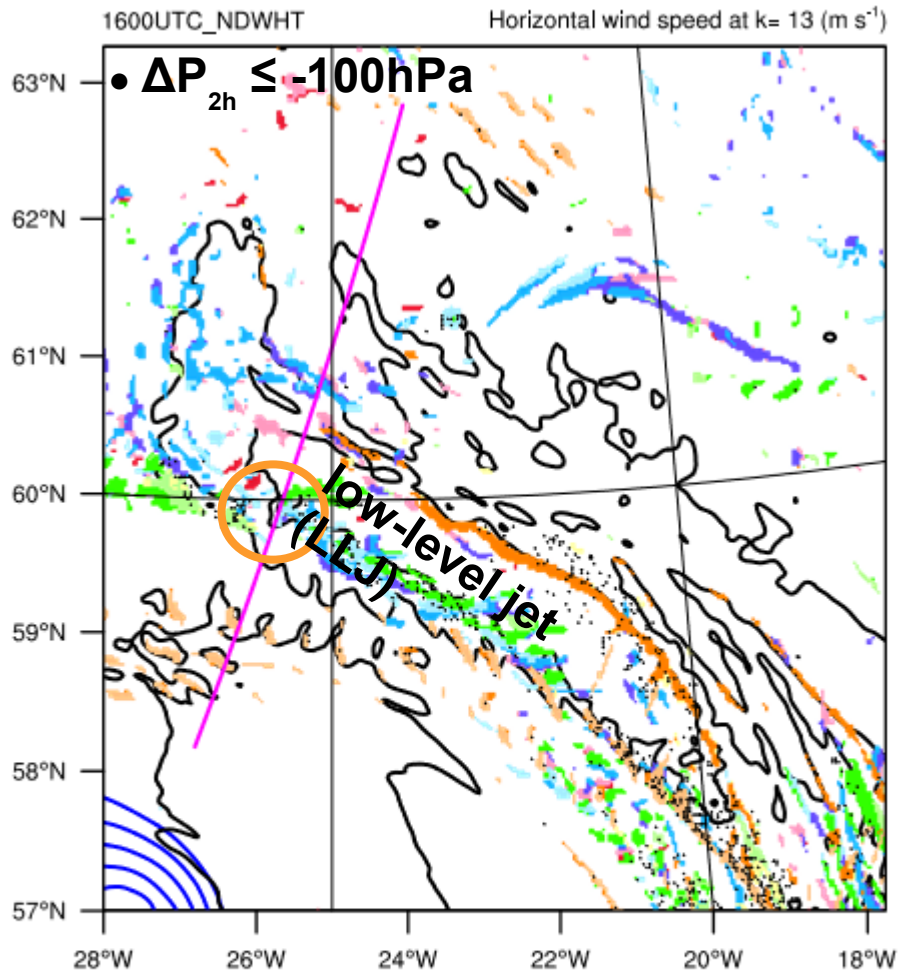 1600UTC_NDWHT
Horizontal wind speed at k= 13 (m s⁻¹)
• ΔP₂ₕ ≤ -100hPa
63°N
62°N
61°N
60°N
59°N
58°N
57°N
low-level jet
(LLJ)
28°W 26°W 24°W 22°W 20°W 18°W